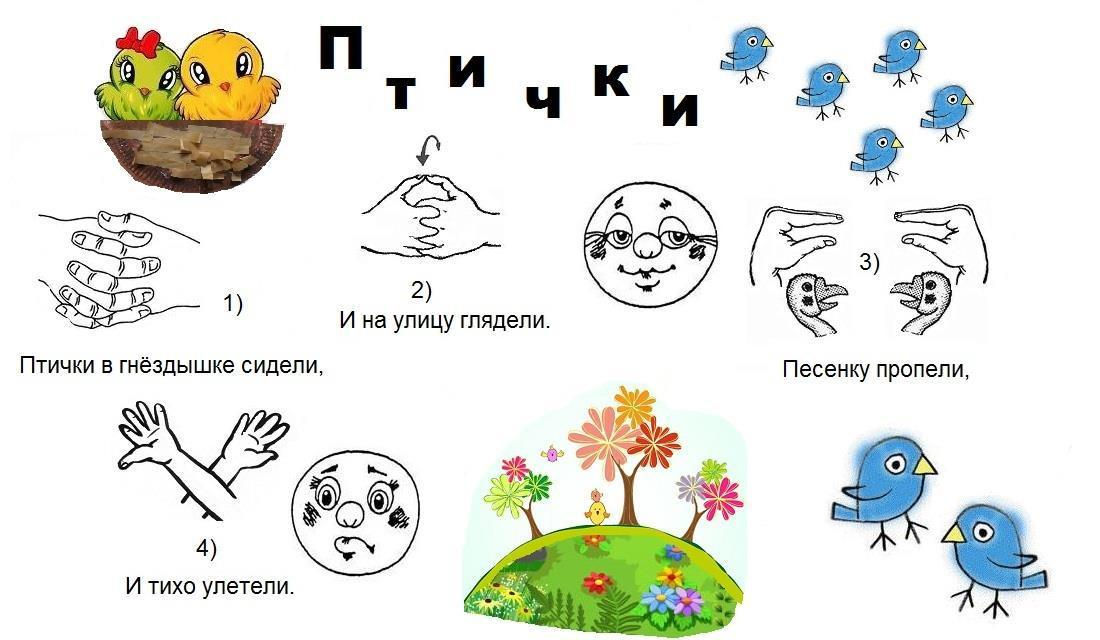 Птички
1)
Птички в гнёздышке сидели,
2)
И на улицу глядели.
3)
Песенку пропели,
4)
И тихо улетели.